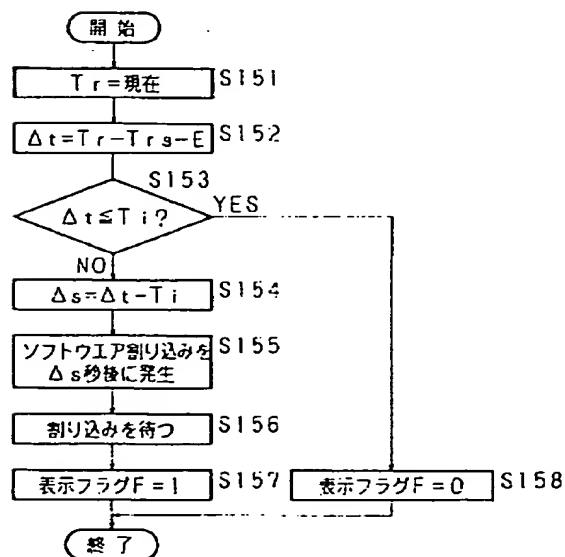 開始
Tr=現在 S151
Δt=Tr-Trs-E S152
S153
Δt≦Ti? YES
NO
Δs=Δt-Ti S154
ソフトウエア割り込みを S155
Δs秒後に発生
割り込みを待つ S156
表示フラグF=1 S157 表示フラグF=0 S158
終了